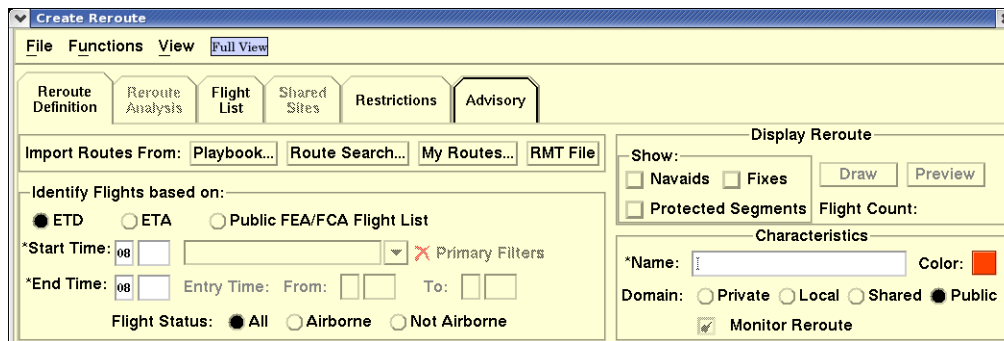 Create Reroute
File Functions View Full View
Reroute Definition
Reroute Analysis
Flight List
Shared Sites
Restrictions
Advisory
Import Routes From: Playbook... Route Search... My Routes... RMT File
Identify Flights based on:
ETD ETA Public FEA/FCA Flight List
*Start Time: 08 Primary Filters
*End Time: 08 Entry Time: From: To:
Flight Status: All Airborne Not Airborne
Display Reroute
Show:
Navaids Fixes Draw Preview
Protected Segments Flight Count:
Characteristics
*Name: Color:
Domain: Private Local Shared Public
Monitor Reroute